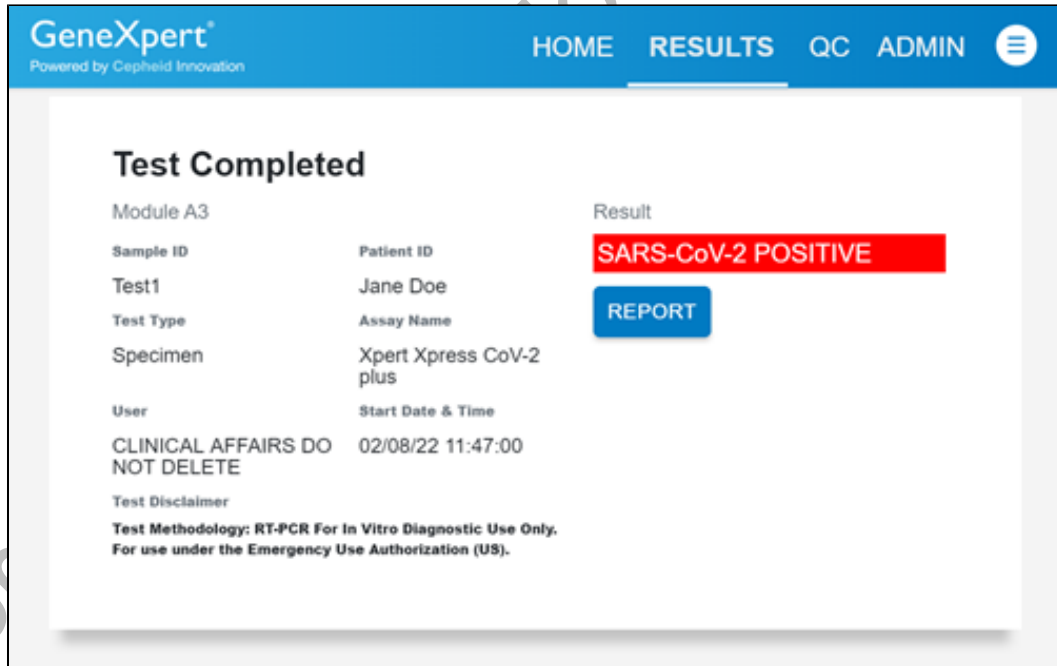 GeneXpert®
Powered by Cepheid Innovation
HOME RESULTS QC ADMIN
Test Completed
Module A3
Sample ID Patient ID
Test1 Jane Doe
Test Type Assay Name
Specimen Xpert Xpress CoV-2
plus
User Start Date & Time
CLINICAL AFFAIRS DO 02/08/22 11:47:00
NOT DELETE
Test Disclaimer
Test Methodology: RT-PCR For In Vitro Diagnostic Use Only.
For use under the Emergency Use Authorization (US).
Result
SARS-CoV-2 POSITIVE
REPORT